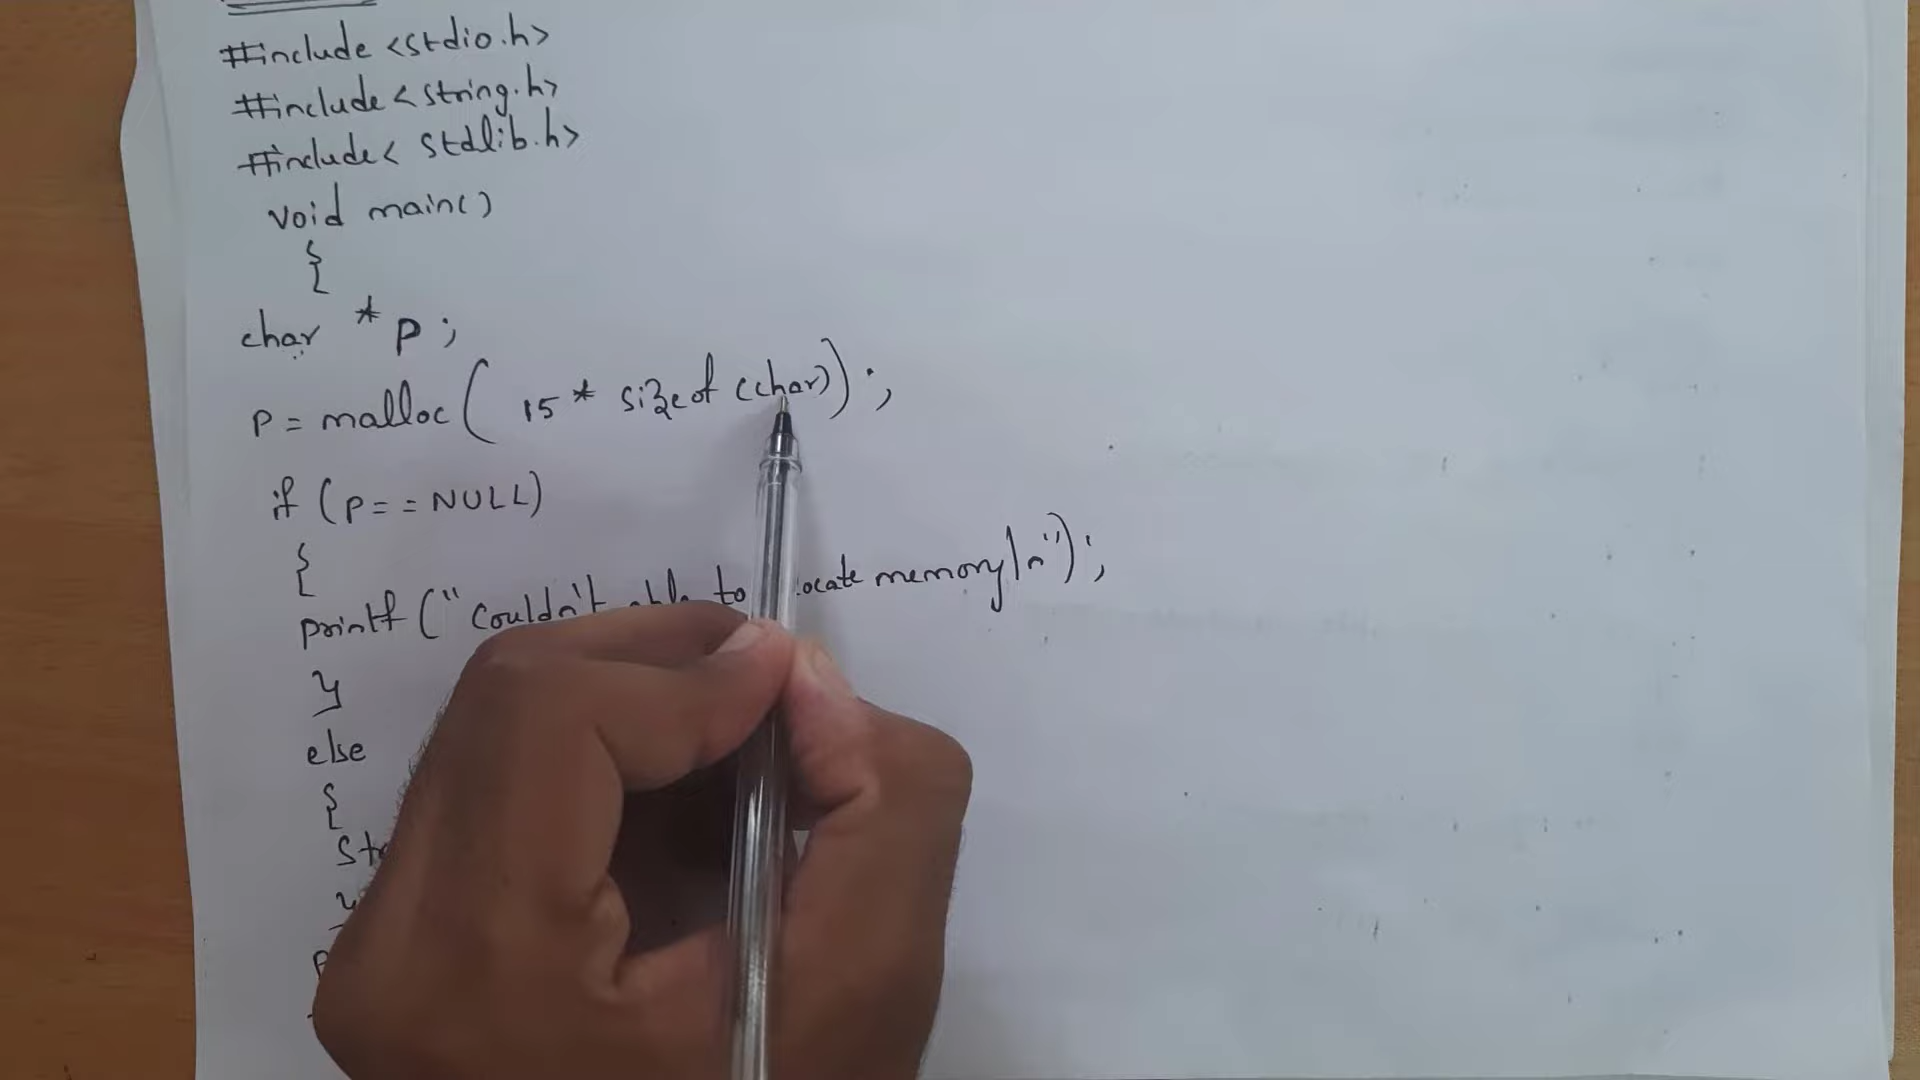 #include <stdio.h>
#include < string.h>
#include < stdlib.h>
void main()
{
char *p;
P = malloc( 15 * sizeof (char));
if (P==NULL)
{
printf ("couldn't to memory\n");
}
else
{
}